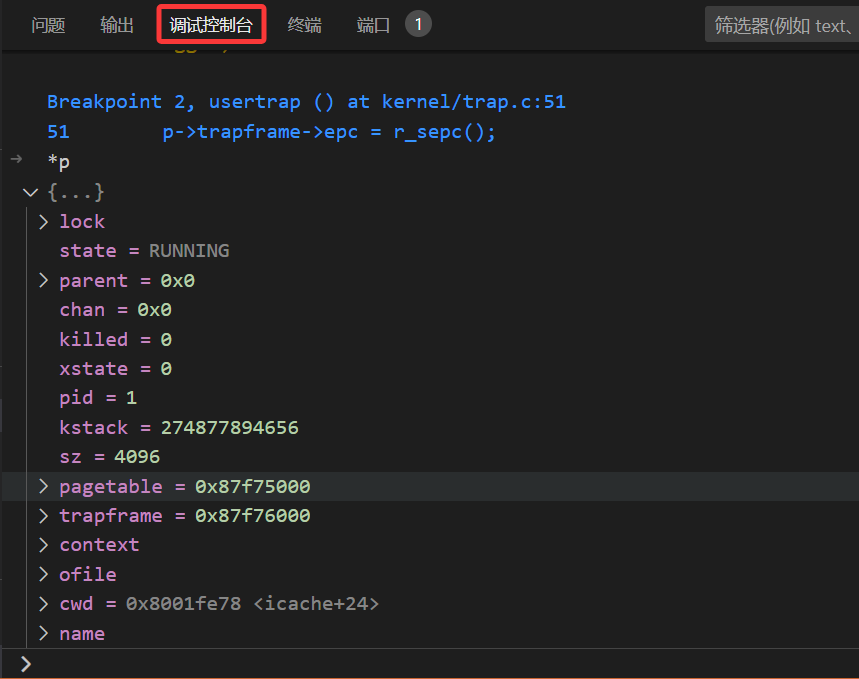 问题 输出 调试控制台 终端 端口 1 筛选器(例如 text、
Breakpoint 2, usertrap () at kernel/trap.c:51
51 p->trapframe->epc = r_sepc();
*p
{...}
lock
state = RUNNING
parent = 0x0
chan = 0x0
killed = 0
xstate = 0
pid = 1
kstack = 274877894656
sz = 4096
pagetable = 0x87f75000
trapframe = 0x87f76000
context
ofile
cwd = 0x8001fe78 <icache+24>
name